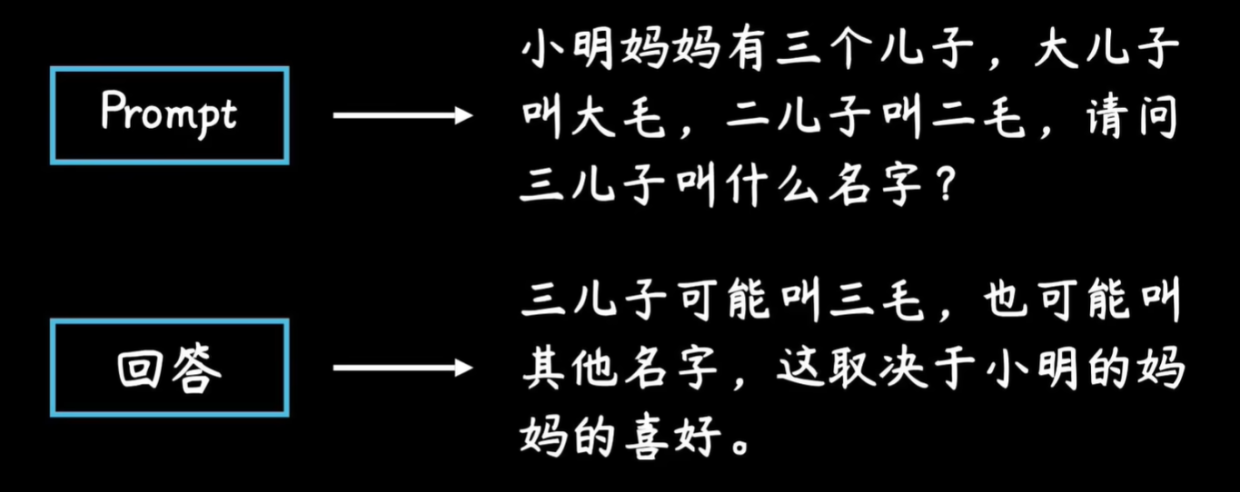 Prompt
小明妈妈有三个儿子，大儿子
叫大毛，二儿子叫二毛，请问
三儿子叫什么名字？
回答
三儿子可能叫三毛，也可能叫
其他名字，这取决于小明的妈
妈的喜好。